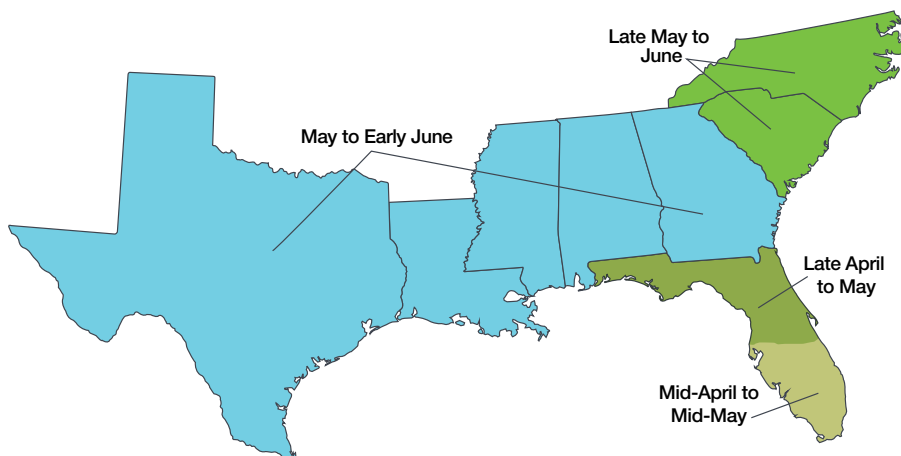 Late May to
June
May to Early June
Late April
to May
Mid-April to
Mid-May